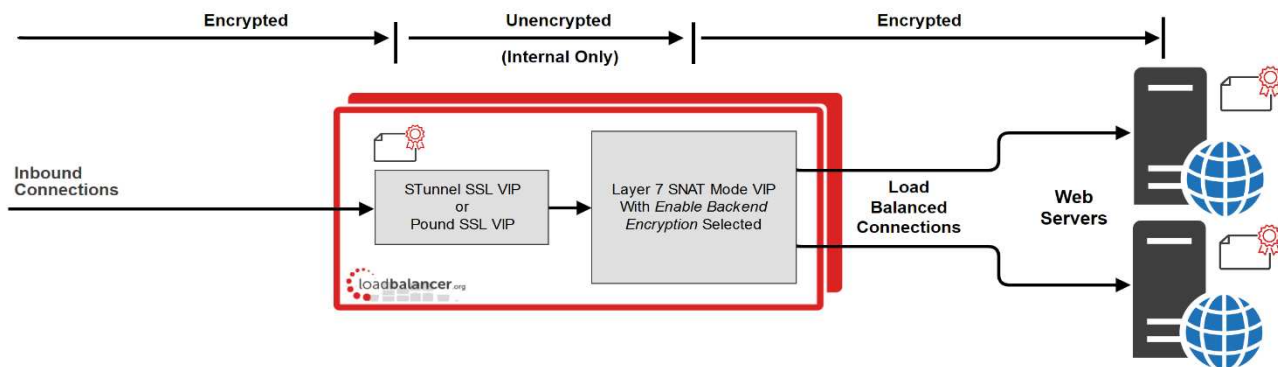 Encrypted
Unencrypted
(Internal Only)
Encrypted
Inbound
Connections
STunnel SSL VIP
or
Pound SSL VIP
Layer 7 SNAT Mode VIP
With Enable Backend
Encryption Selected
Load
Balanced
Connections
Web
Servers
loadbalancer.org